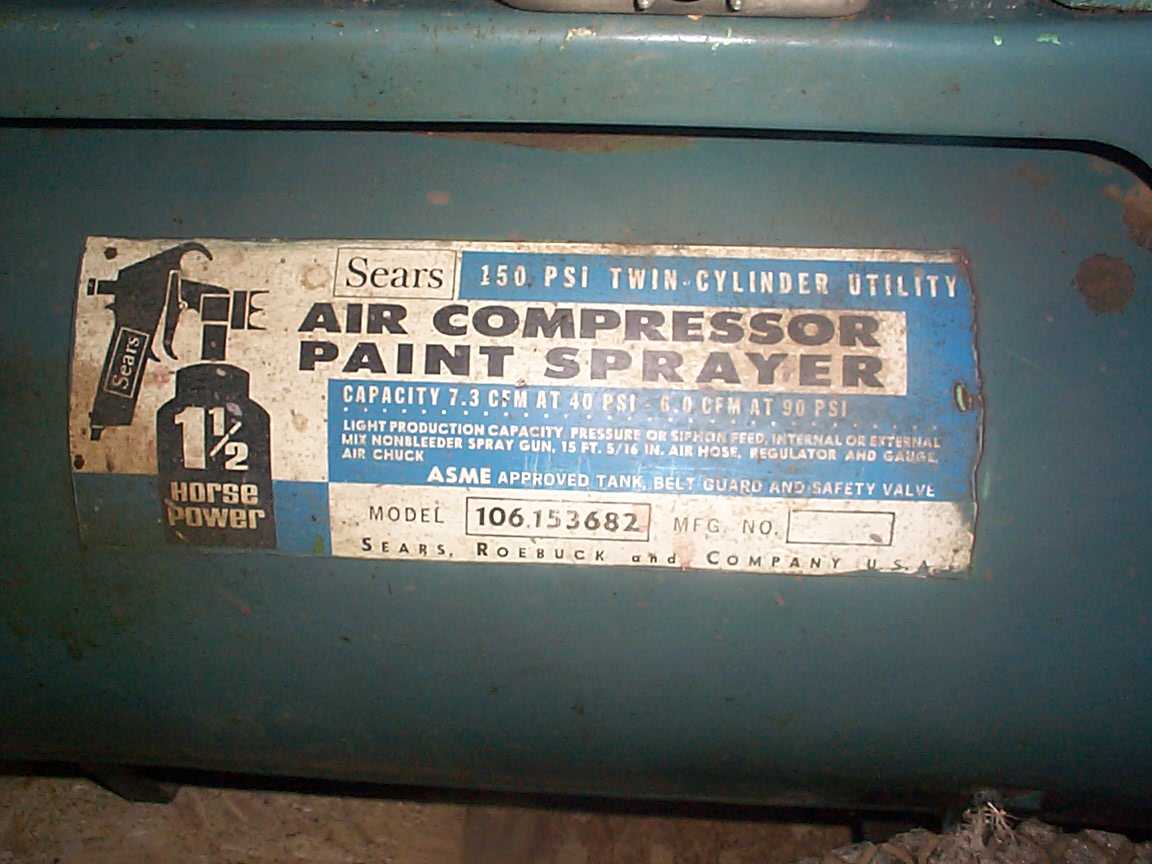 Sears
150 PSI TWIN-CYLINDER UTILITY
AIR COMPRESSOR
PAINT SPRAYER
Sears
CAPACITY 7.3 CFM AT 40 PSI - 6.0 CFM AT 90 PSI
LIGHT PRODUCTION CAPACITY, PRESSURE OR SIPHON FEED, INTERNAL OR EXTERNAL
MIX NONBLEEDER SPRAY GUN, 15 FT. 5/16 IN. AIR HOSE, REGULATOR AND GAUGE,
AIR CHUCK
ASME APPROVED TANK, BELT GUARD AND SAFETY VALVE
1 1/2
HORSE
POWER
MODEL 106.153682 MFG. NO.
SEARS, ROEBUCK and COMPANY U.S.A.